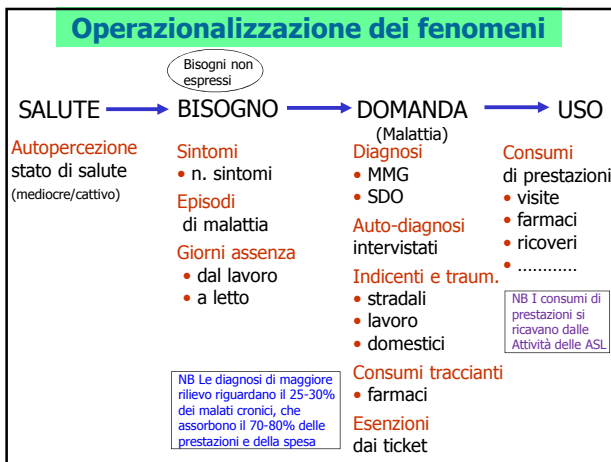 Operazionalizzazione dei fenomeni
Bisogni non
espressi
SALUTE
BISOGNO
DOMANDA
(Malattia)
USO
Autopercezione
stato di salute
(mediocre/cattivo)
Sintomi
• n. sintomi
Episodi
di malattia
Giorni assenza
• dal lavoro
• a letto
NB Le diagnosi di maggiore
rilievo riguardano il 25-30%
dei malati cronici, che
assorbono il 70-80% delle
prestazioni e della spesa
Diagnosi
• MMG
• SDO
Auto-diagnosi
intervistati
Indicenti e traum.
• stradali
• lavoro
• domestici
Consumi traccianti
• farmaci
Esenzioni
dai ticket
Consumi
di prestazioni
• visite
• farmaci
• ricoveri
• ............
NB I consumi di
prestazioni si
ricavano dalle
Attività delle ASL